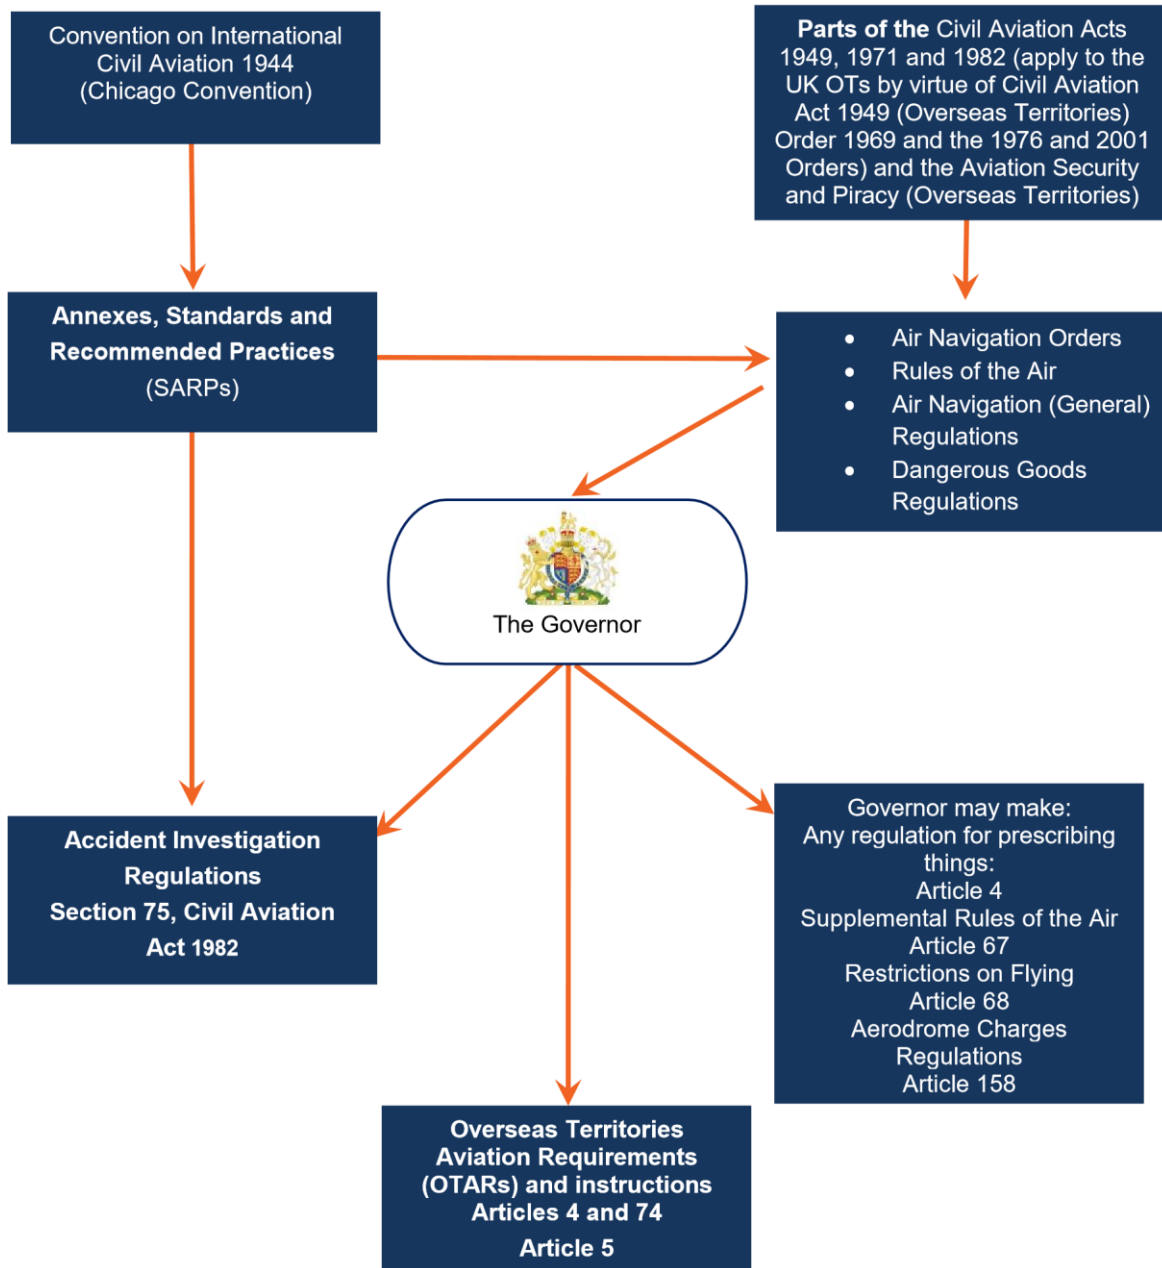 Convention on International
Civil Aviation 1944
(Chicago Convention)
Parts of the Civil Aviation Acts
1949, 1971 and 1982 (apply to the
UK OTs by virtue of Civil Aviation
Act 1949 (Overseas Territories)
Order 1969 and the 1976 and 2001
Orders) and the Aviation Security
and Piracy (Overseas Territories)
Annexes, Standards and
Recommended Practices
(SARPs)
• Air Navigation Orders
• Rules of the Air
• Air Navigation (General)
Regulations
• Dangerous Goods
Regulations
The Governor
Accident Investigation
Regulations
Section 75, Civil Aviation
Act 1982
Governor may make:
Any regulation for prescribing
things:
Article 4
Supplemental Rules of the Air
Article 67
Restrictions on Flying
Article 68
Aerodrome Charges
Regulations
Article 158
Overseas Territories
Aviation Requirements
(OTARs) and instructions
Articles 4 and 74
Article 5